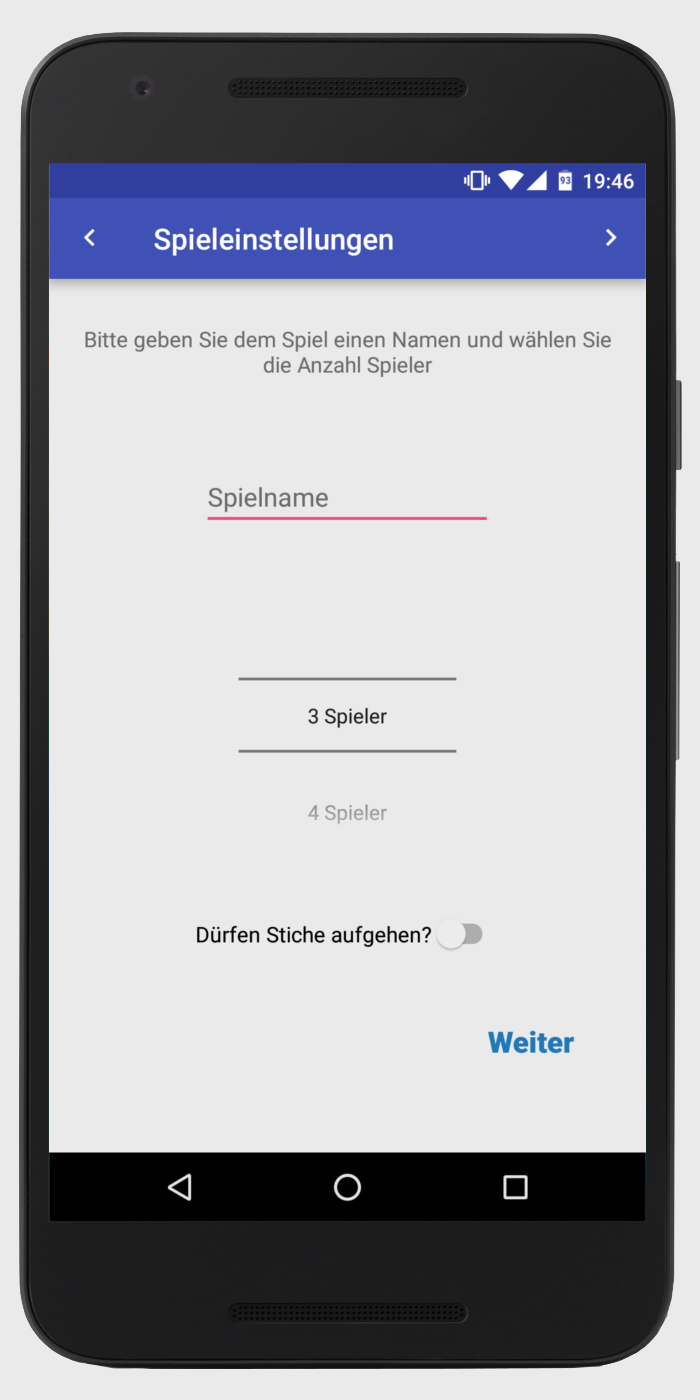 93 19:46
Spieleinstellungen
Bitte geben Sie dem Spiel einen Namen und wählen Sie
die Anzahl Spieler
Spielname
3 Spieler
4 Spieler
Dürfen Stiche aufgehen?
Weiter